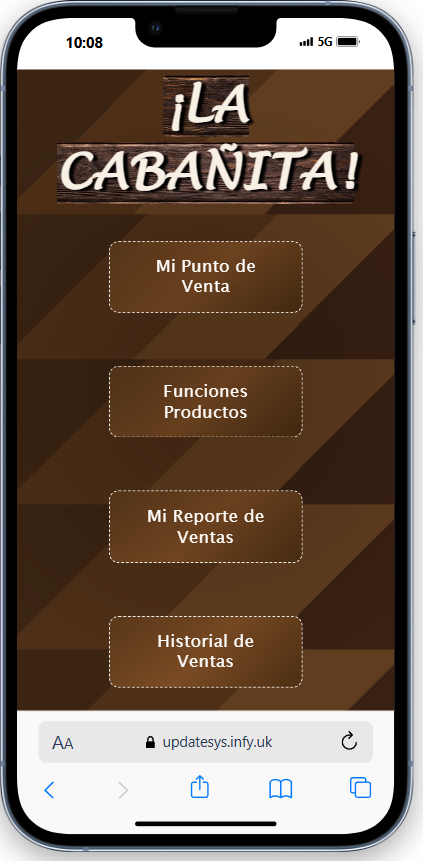 10:08
5G
¡LA
CABAÑITA!
Mi Punto de
Venta
Funciones
Productos
Mi Reporte de
Ventas
Historial de
Ventas
AA
updatesys.infy.uk